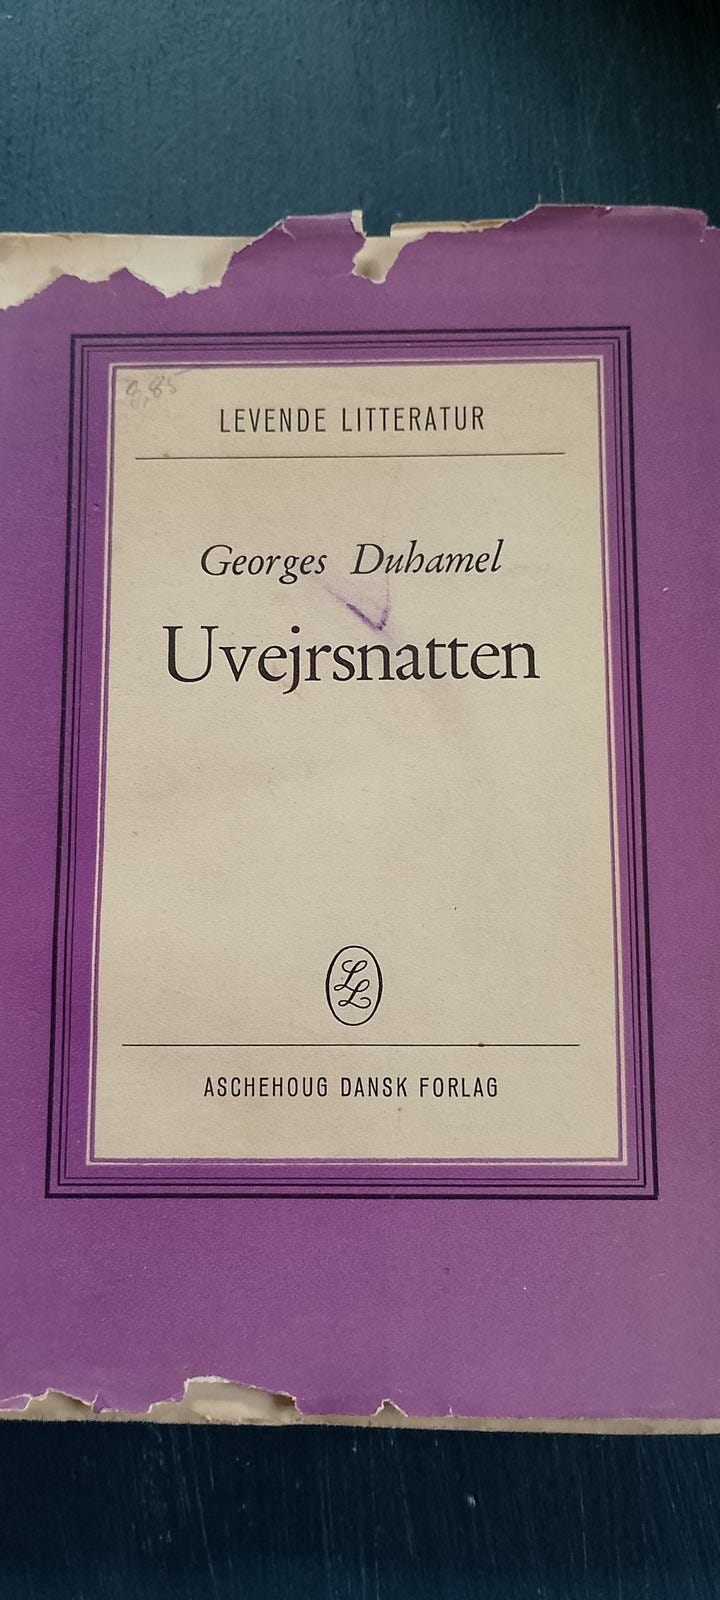 8,85
LEVENDE LITTERATUR
Georges Duhamel
Uvejrsnatten
LL
ASCHEHOUG DANSK FORLAG